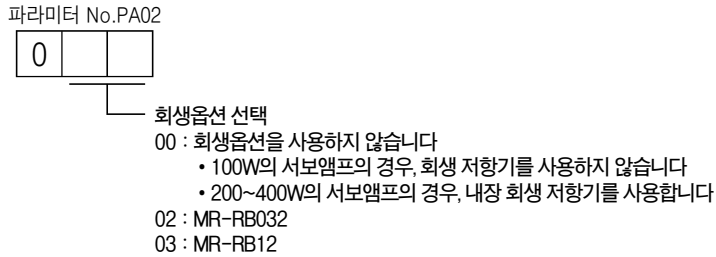 파라미터 No.PA02
0
회생옵션 선택
00 : 회생옵션을 사용하지 않습니다
• 100W의 서보앰프의 경우, 회생 저항기를 사용하지 않습니다
• 200~400W의 서보앰프의 경우, 내장 회생 저항기를 사용합니다
02 : MR-RB032
03 : MR-RB12